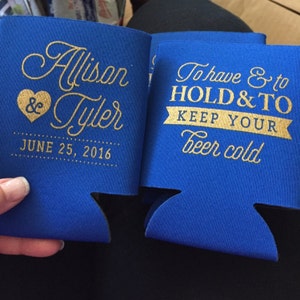 Allison
&
Tyler
JUNE 25, 2016
To have & to
HOLD & TO
KEEP YOUR
beer cold